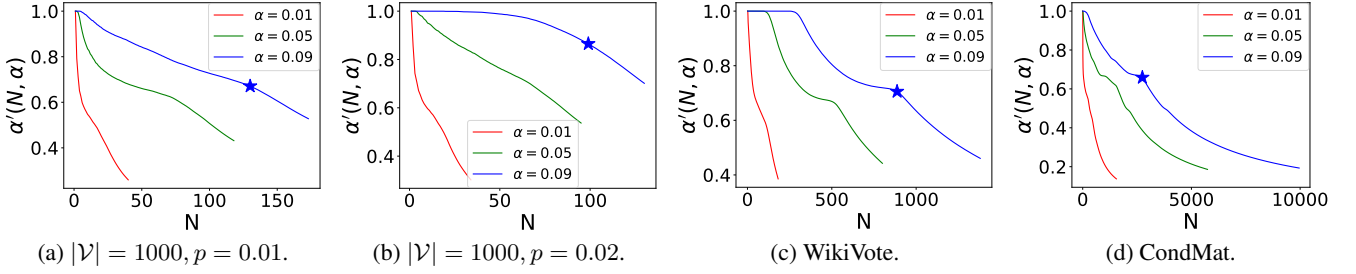 1.0
0.8
0.6
0.4
α′(N, α)
0 50 100 150
N
α = 0.01
α = 0.05
α = 0.09
(a) |𝒱| = 1000, p = 0.01.
1.0
0.8
0.6
0.4
α′(N, α)
0 50 100
N
α = 0.01
α = 0.05
α = 0.09
(b) |𝒱| = 1000, p = 0.02.
1.0
0.8
0.6
0.4
α′(N, α)
0 500 1000
N
α = 0.01
α = 0.05
α = 0.09
(c) WikiVote.
1.0
0.8
0.6
0.4
0.2
α′(N, α)
0 5000 10000
N
α = 0.01
α = 0.05
α = 0.09
(d) CondMat.